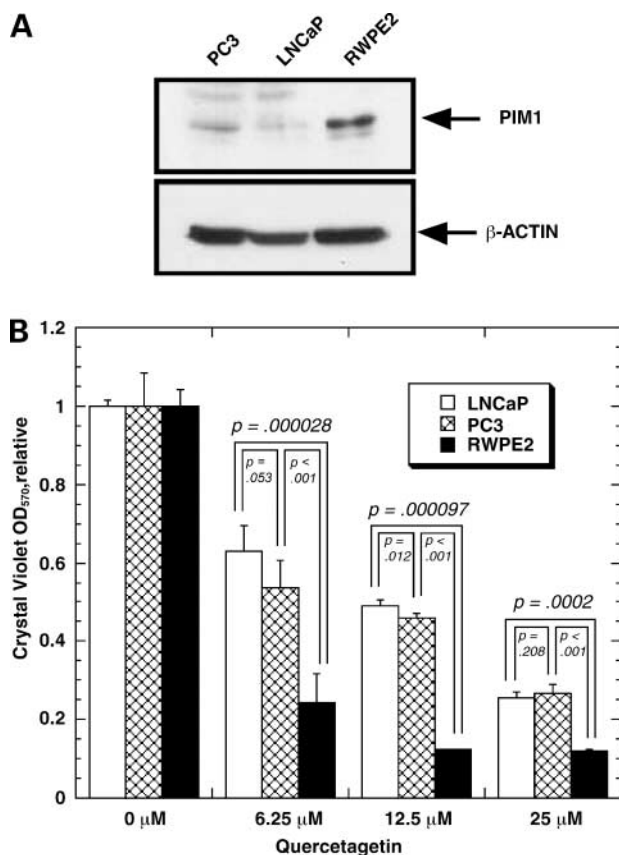 A
PC3
LNCaP
RWPE2
PIM1
β-ACTIN
B
1.2
1
0.8
0.6
0.4
0.2
0
Crystal Violet OD570,relative
LNCaP
PC3
RWPE2
p = .000028
p = .053
p < .001
p = .000097
p = .012
p < .001
p = .0002
p = .208
p < .001
0 μM
6.25 μM
12.5 μM
25 μM
Quercetagetin